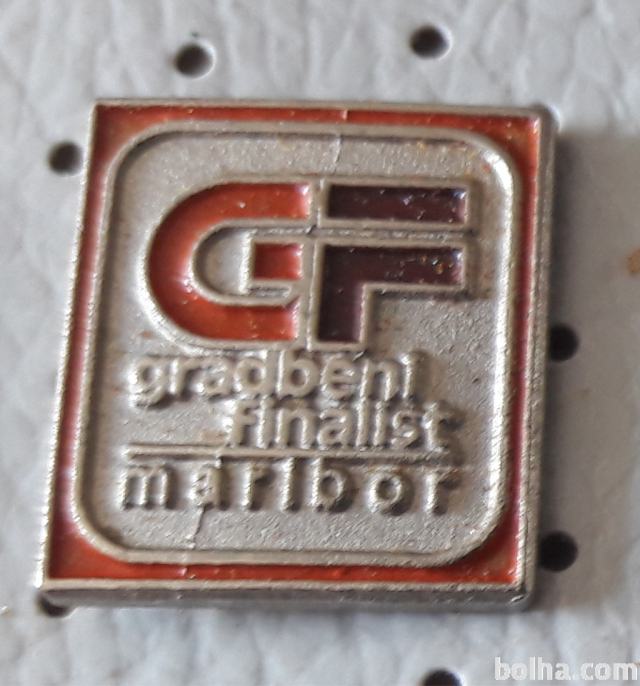 GF
gradbeni
finalist
maribor
bolha.com